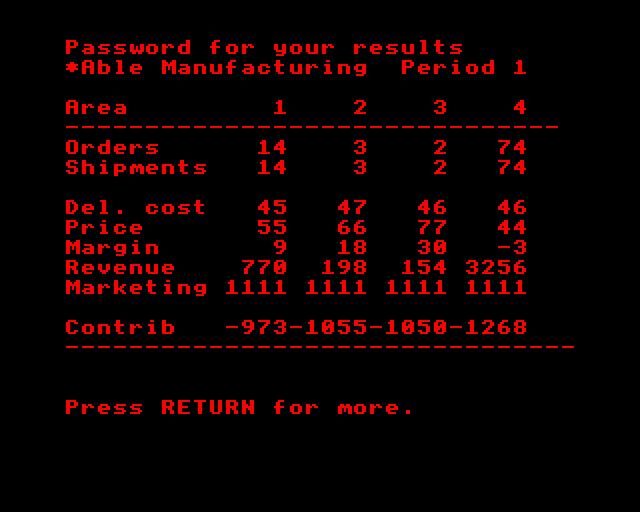 Password for your results
*Able Manufacturing  Period 1
Area         1    2    3    4
-------------------------------
Orders      14    3    2   74
Shipments   14    3    2   74
Del. cost   45   47   46   46
Price       55   66   77   44
Margin       9   18   30   -3
Revenue    770  198  154 3256
Marketing 1111 1111 1111 1111
Contrib   -973-1055-1050-1268
--------------------------------
Press RETURN for more.